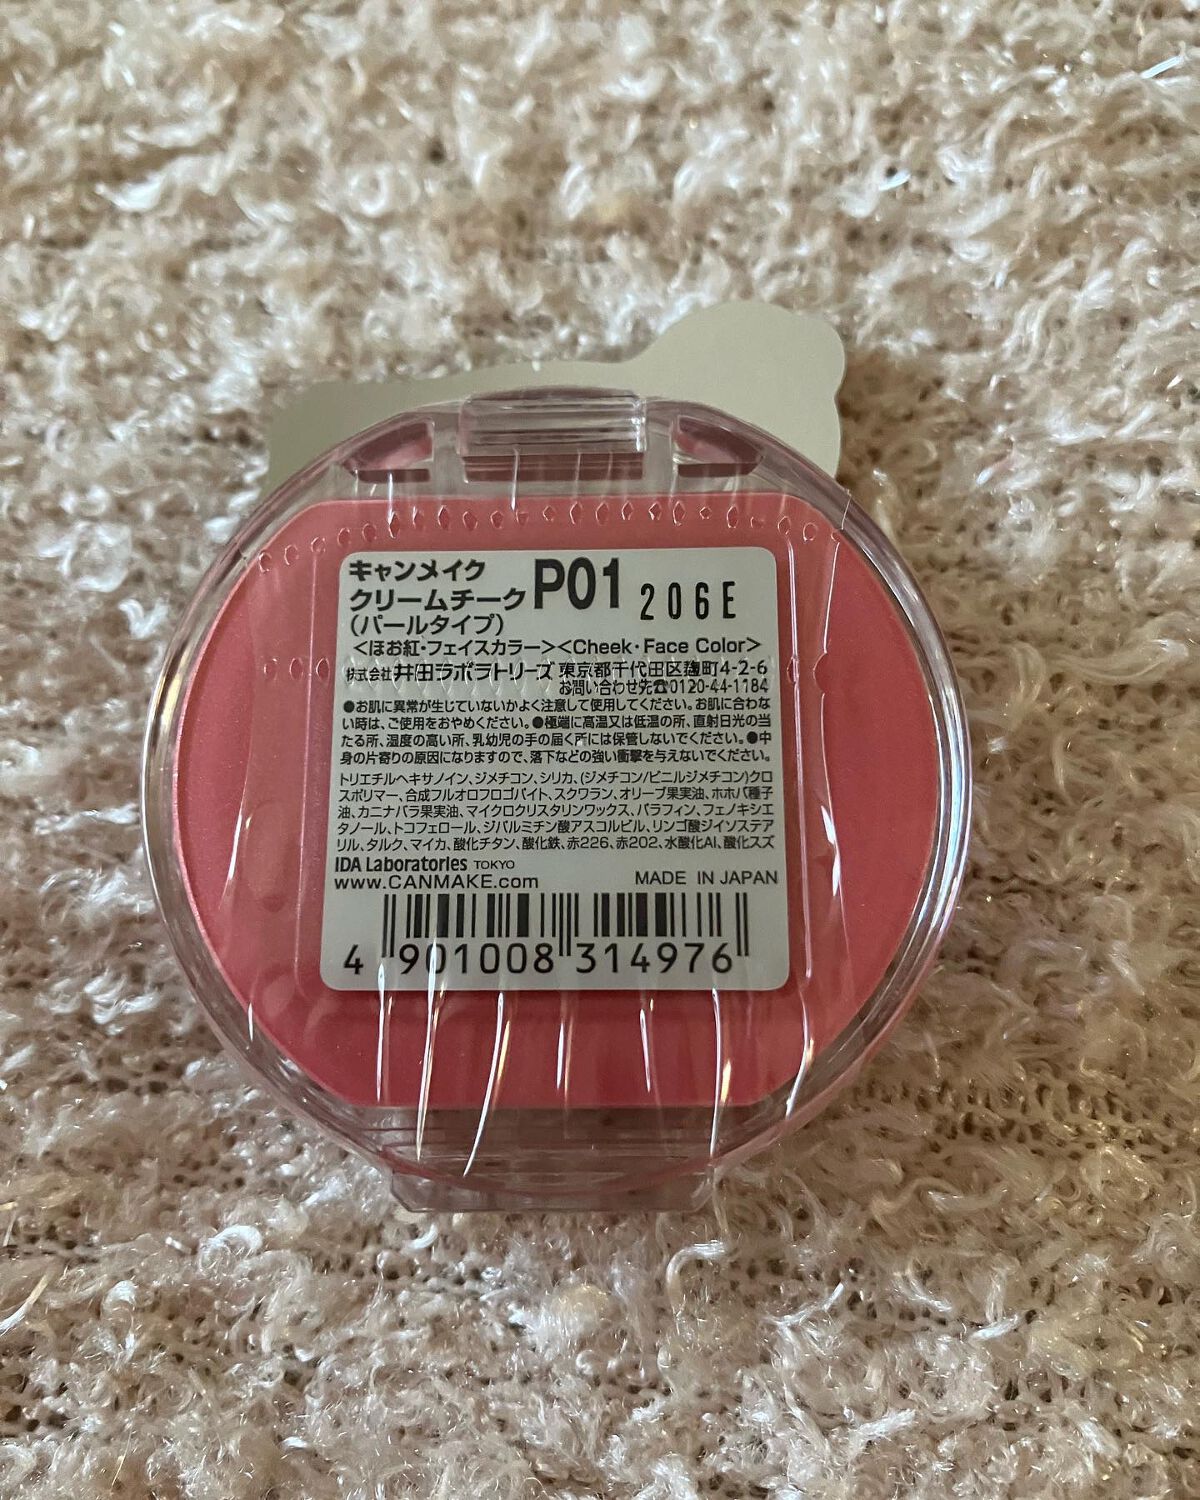 キャンメイク
クリームチーク P01 206E
(パールタイプ)
<ほお紅・フェイスカラー><Cheek・Face Color>
株式会社 井田ラボラトリーズ 東京都千代田区麹町4-2-6
お問い合わせ先☎0120-44-1184
●お肌に異常が生じていないかよく注意して使用してください。お肌に合わな
い時は、ご使用をおやめください。●極端に高温又は低温の所、直射日光の当
たる所、湿度の高い所、乳幼児の手の届く所には保管しないでください。●中
身の片寄りの原因になりますので、落下などの強い衝撃を与えないでください。
トリエチルヘキサノイン、ジメチコン、シリカ、(ジメチコン/ビニルジメチコン)クロ
スポリマー、合成フルオロフロゴパイト、スクワラン、オリーブ果実油、ホホバ種子
油、カニナバラ果実油、マイクロクリスタリンワックス、パラフィン、フェノキシエ
タノール、トコフェロール、ジパルミチン酸アスコルビル、リンゴ酸ジイソステア
リル、タルク、マイカ、酸化チタン、酸化鉄、赤226、赤202、水酸化Al、酸化スズ
IDA Laboratories TOKYO
www.CANMAKE.com MADE IN JAPAN
4 901008 314976